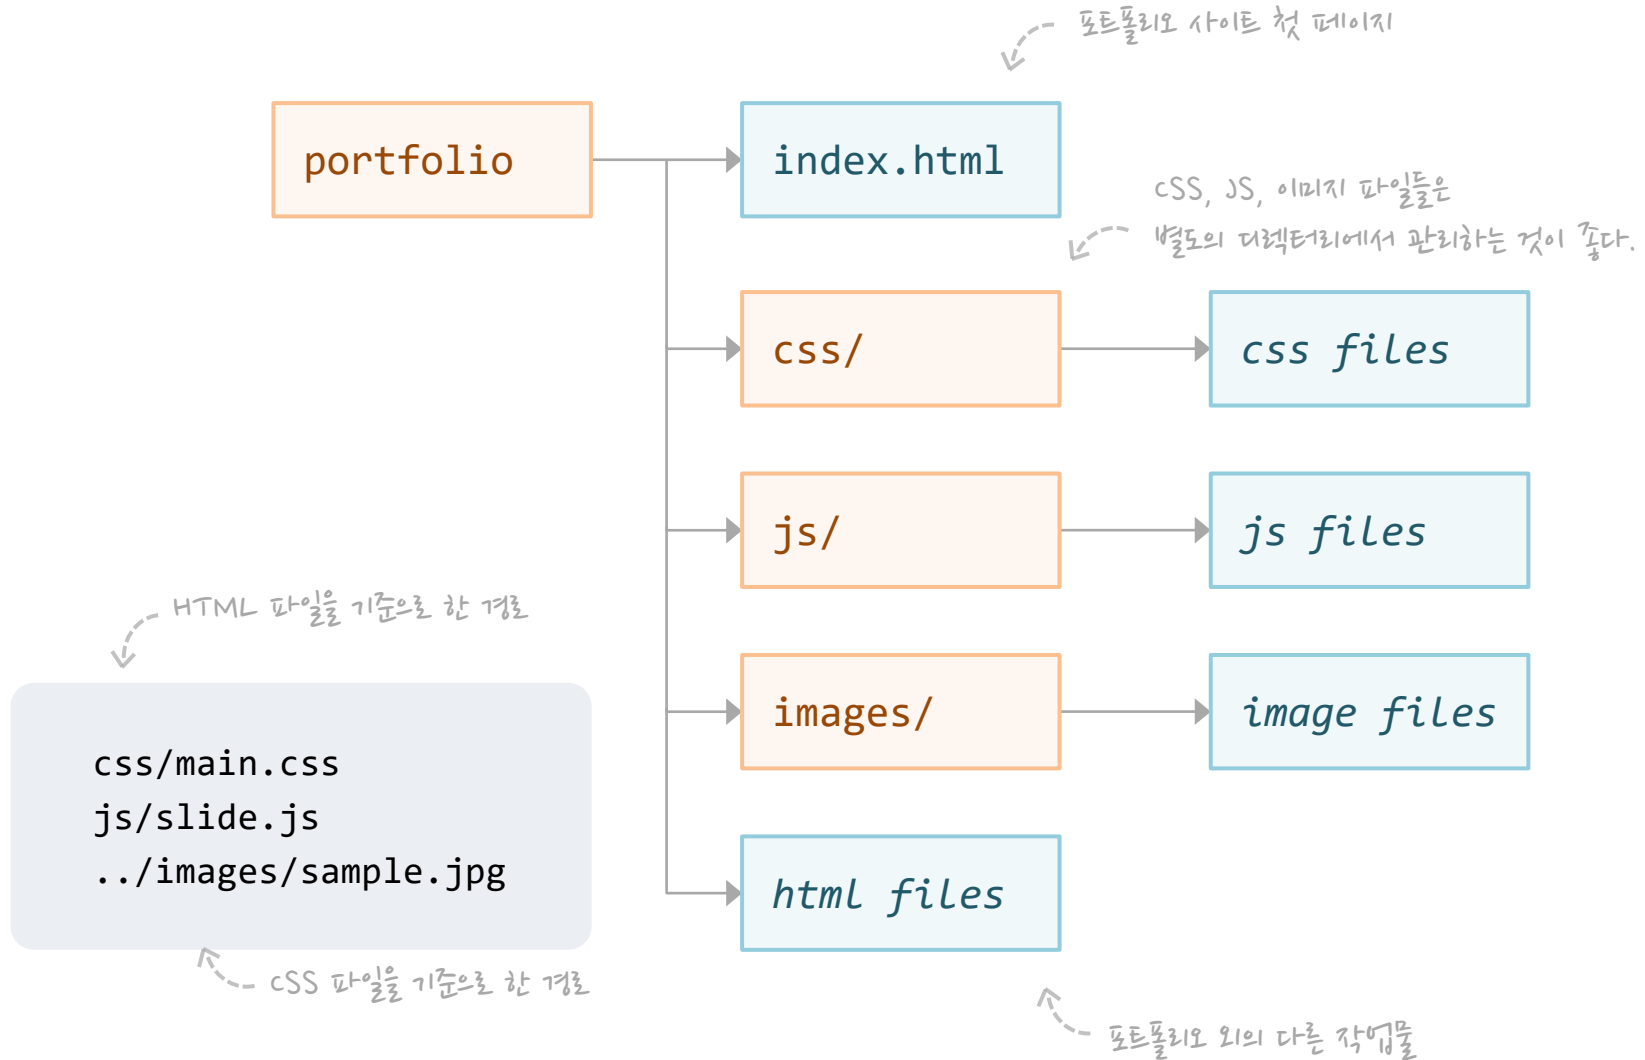 포트폴리오 사이트 첫 페이지
portfolio
index.html
CSS, JS, 이미지 파일들은
별도의 디렉터리에서 관리하는 것이 좋다.
css/
css files
js/
js files
HTML 파일을 기준으로 한 경로
images/
image files
css/main.css
js/slide.js
../images/sample.jpg
html files
CSS 파일을 기준으로 한 경로
포트폴리오 외의 다른 작업물